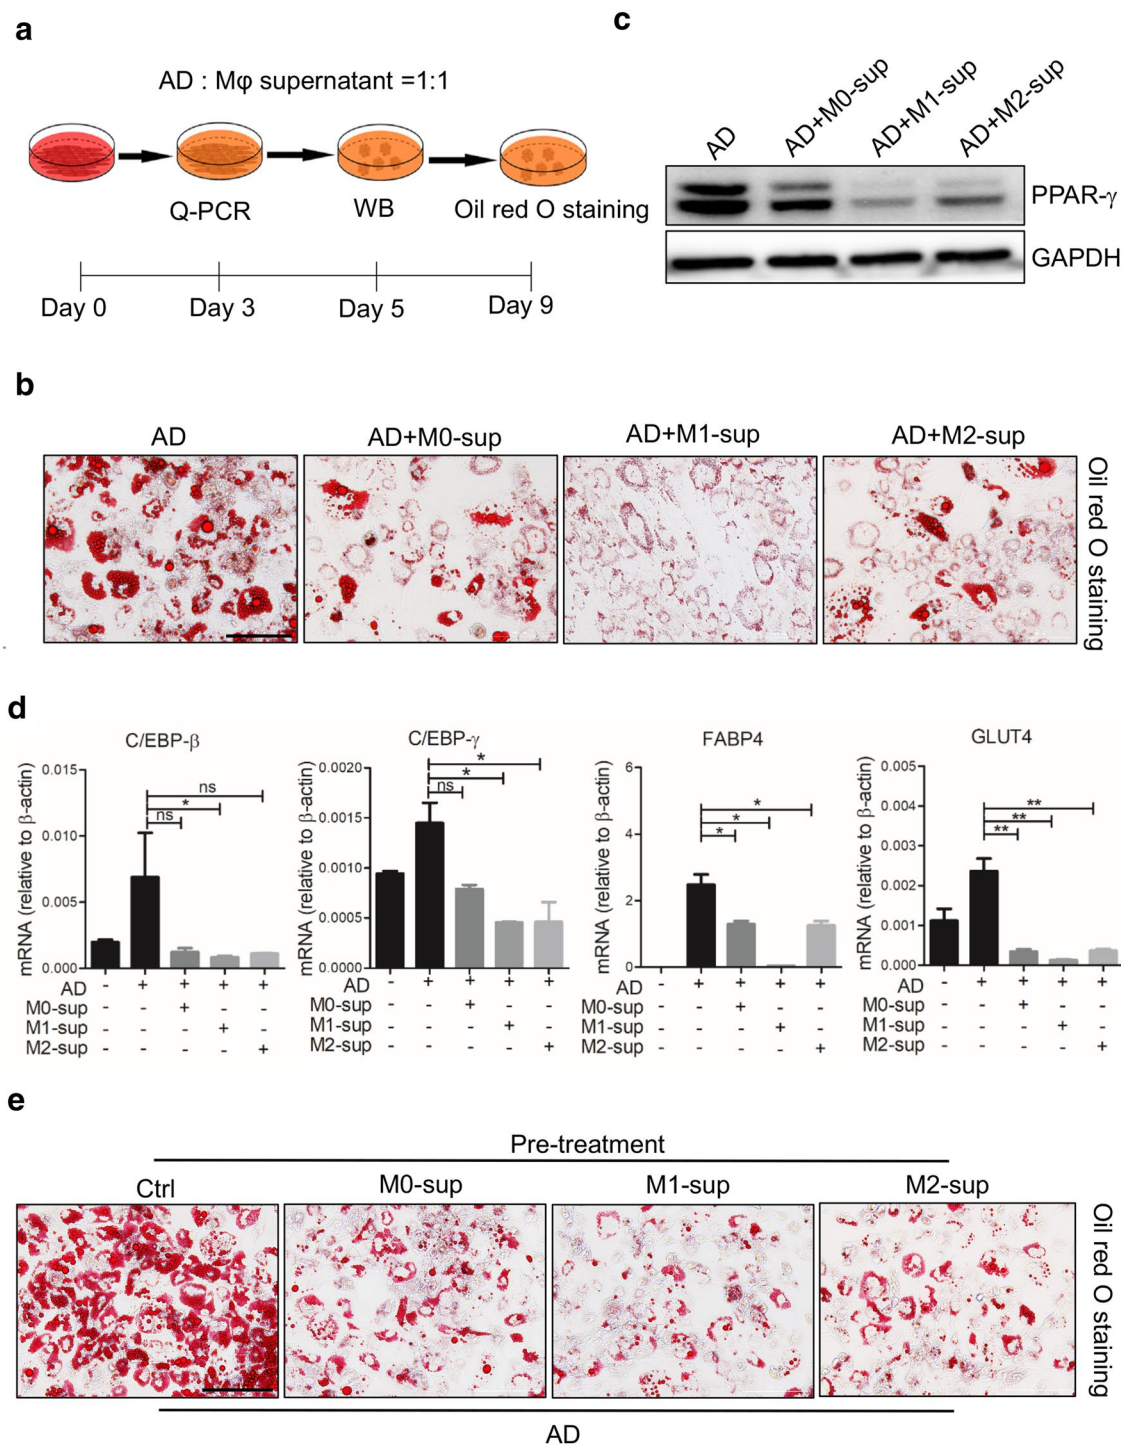 a
AD : Mφ supernatant =1:1
Q-PCR
WB
Oil red O staining
Day 0
Day 3
Day 5
Day 9
c
AD
AD+M0-sup
AD+M1-sup
AD+M2-sup
PPAR-γ
GAPDH
b
AD
AD+M0-sup
AD+M1-sup
AD+M2-sup
Oil red O staining
d
C/EBP-β
mRNA (relative to β-actin)
0.015
0.010
0.005
0.000
ns
*
ns
AD - + + + +
M0-sup - - + - -
M1-sup - - - + -
M2-sup - - - - +
C/EBP-γ
mRNA (relative to β-actin)
0.0020
0.0015
0.0010
0.0005
0.0000
*
*
ns
AD - + + + +
M0-sup - - + - -
M1-sup - - - + -
M2-sup - - - - +
FABP4
mRNA (relative to β-actin)
6
4
2
0
*
*
*
AD - + + + +
M0-sup - - + - -
M1-sup - - - + -
M2-sup - - - - +
GLUT4
mRNA (relative to β-actin)
0.005
0.004
0.003
0.002
0.001
0.000
**
**
**
AD - + + + +
M0-sup - - + - -
M1-sup - - - + -
M2-sup - - - - +
e
Pre-treatment
Ctrl
M0-sup
M1-sup
M2-sup
Oil red O staining
AD